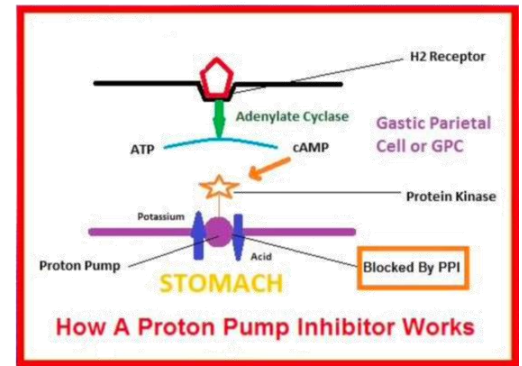 H2 Receptor
Adenylate Cyclase
Gastic Parietal
Cell or GPC
ATP
cAMP
Protein Kinase
Potassium
Proton Pump
Acid
Blocked By PPI
STOMACH
How A Proton Pump Inhibitor Works